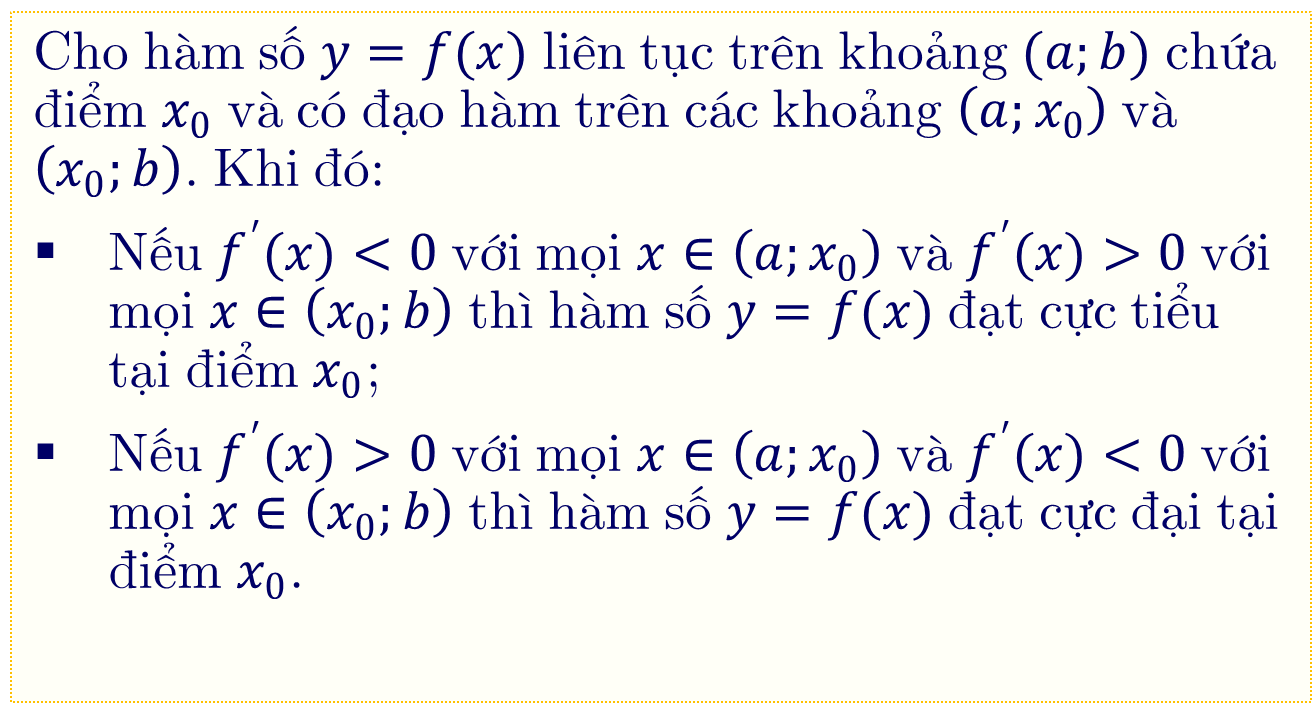 Cho hàm số y = f(x) liên tục trên khoảng (a; b) chứa
điểm x₀ và có đạo hàm trên các khoảng (a; x₀) và
(x₀; b). Khi đó:
▪ Nếu f′(x) < 0 với mọi x ∈ (a; x₀) và f′(x) > 0 với
mọi x ∈ (x₀; b) thì hàm số y = f(x) đạt cực tiểu
tại điểm x₀;
▪ Nếu f′(x) > 0 với mọi x ∈ (a; x₀) và f′(x) < 0 với
mọi x ∈ (x₀; b) thì hàm số y = f(x) đạt cực đại tại
điểm x₀.